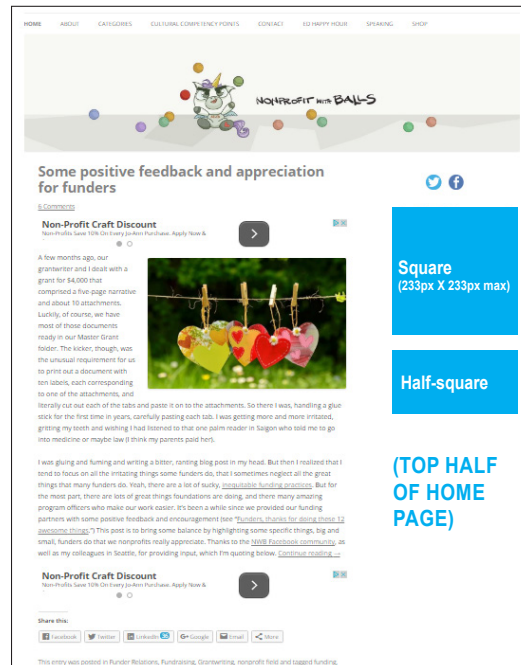 HOME ABOUT CATEGORIES CULTURAL COMPETENCY POINTS CONTACT ED HAPPY HOUR SPEAKING SHOP
NONPROFIT WITH BALLS
Some positive feedback and appreciation
for funders
6 Comments
Non-Profit Craft Discount
Non-Profits Save 10% On Every Jo-Ann Purchase. Apply Now &
A few months ago, our
grantwriter and I dealt with a
grant for $4,000 that
comprised a five-page narrative
and about 10 attachments.
Luckily, of course, we have
most of those documents
ready in our Master Grant
folder. The kicker, though, was
the unusual requirement for us
to print out a document with
ten labels, each corresponding
to one of the attachments, and
literally cut out each of the tabs and paste it on to the attachments. So there I was, handling a glue
stick for the first time in years, carefully pasting each tab. I was getting more and more irritated,
gritting my teeth and wishing I had listened to that one palm reader in Saigon who told me to go
into medicine or maybe law (I think my parents paid her).
I was gluing and fuming and writing a bitter, ranting blog post in my head. But then I realized that I
tend to focus on all the irritating things some funders do, that I sometimes neglect all the great
things that many funders do. Yeah, there are a lot of sucky, inequitable funding practices. But for
the most part, there are lots of great things foundations are doing, and there many amazing
program officers who make our work easier. It's been a while since we provided our funding
partners with some positive feedback and encouragement (see "Funders, thanks for doing these 12
awesome things.") This post is to bring some balance by highlighting some specific things, big and
small, funders do that we nonprofits really appreciate. Thanks to the NWB Facebook community, as
well as my colleagues in Seattle, for providing input, which I'm quoting below. Continue reading →
Non-Profit Craft Discount
Non-Profits Save 10% On Every Jo-Ann Purchase. Apply Now &
Share this:
Facebook Twitter LinkedIn Google Email More
This entry was posted in Funder Relations, Fundraising, Grantwriting, nonprofit field and tagged funding,
Square
(233px X 233px max)
Half-square
(TOP HALF
OF HOME
PAGE)